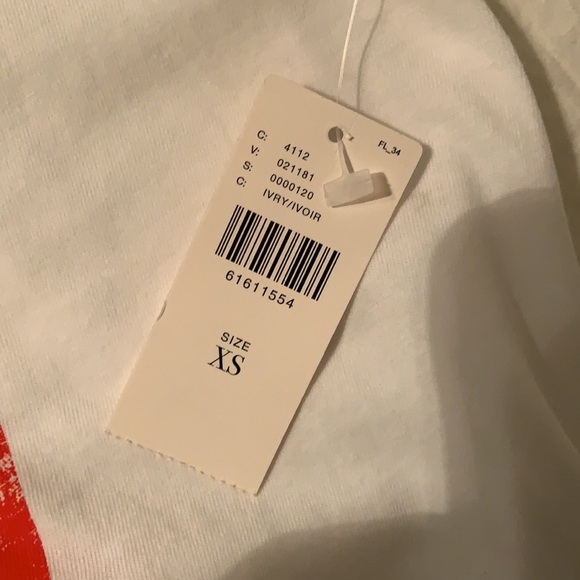 FL_34
C: 4112
V: 021181
S: 0000120
C: IVRY/IVOIR
61611554
SIZE
XS